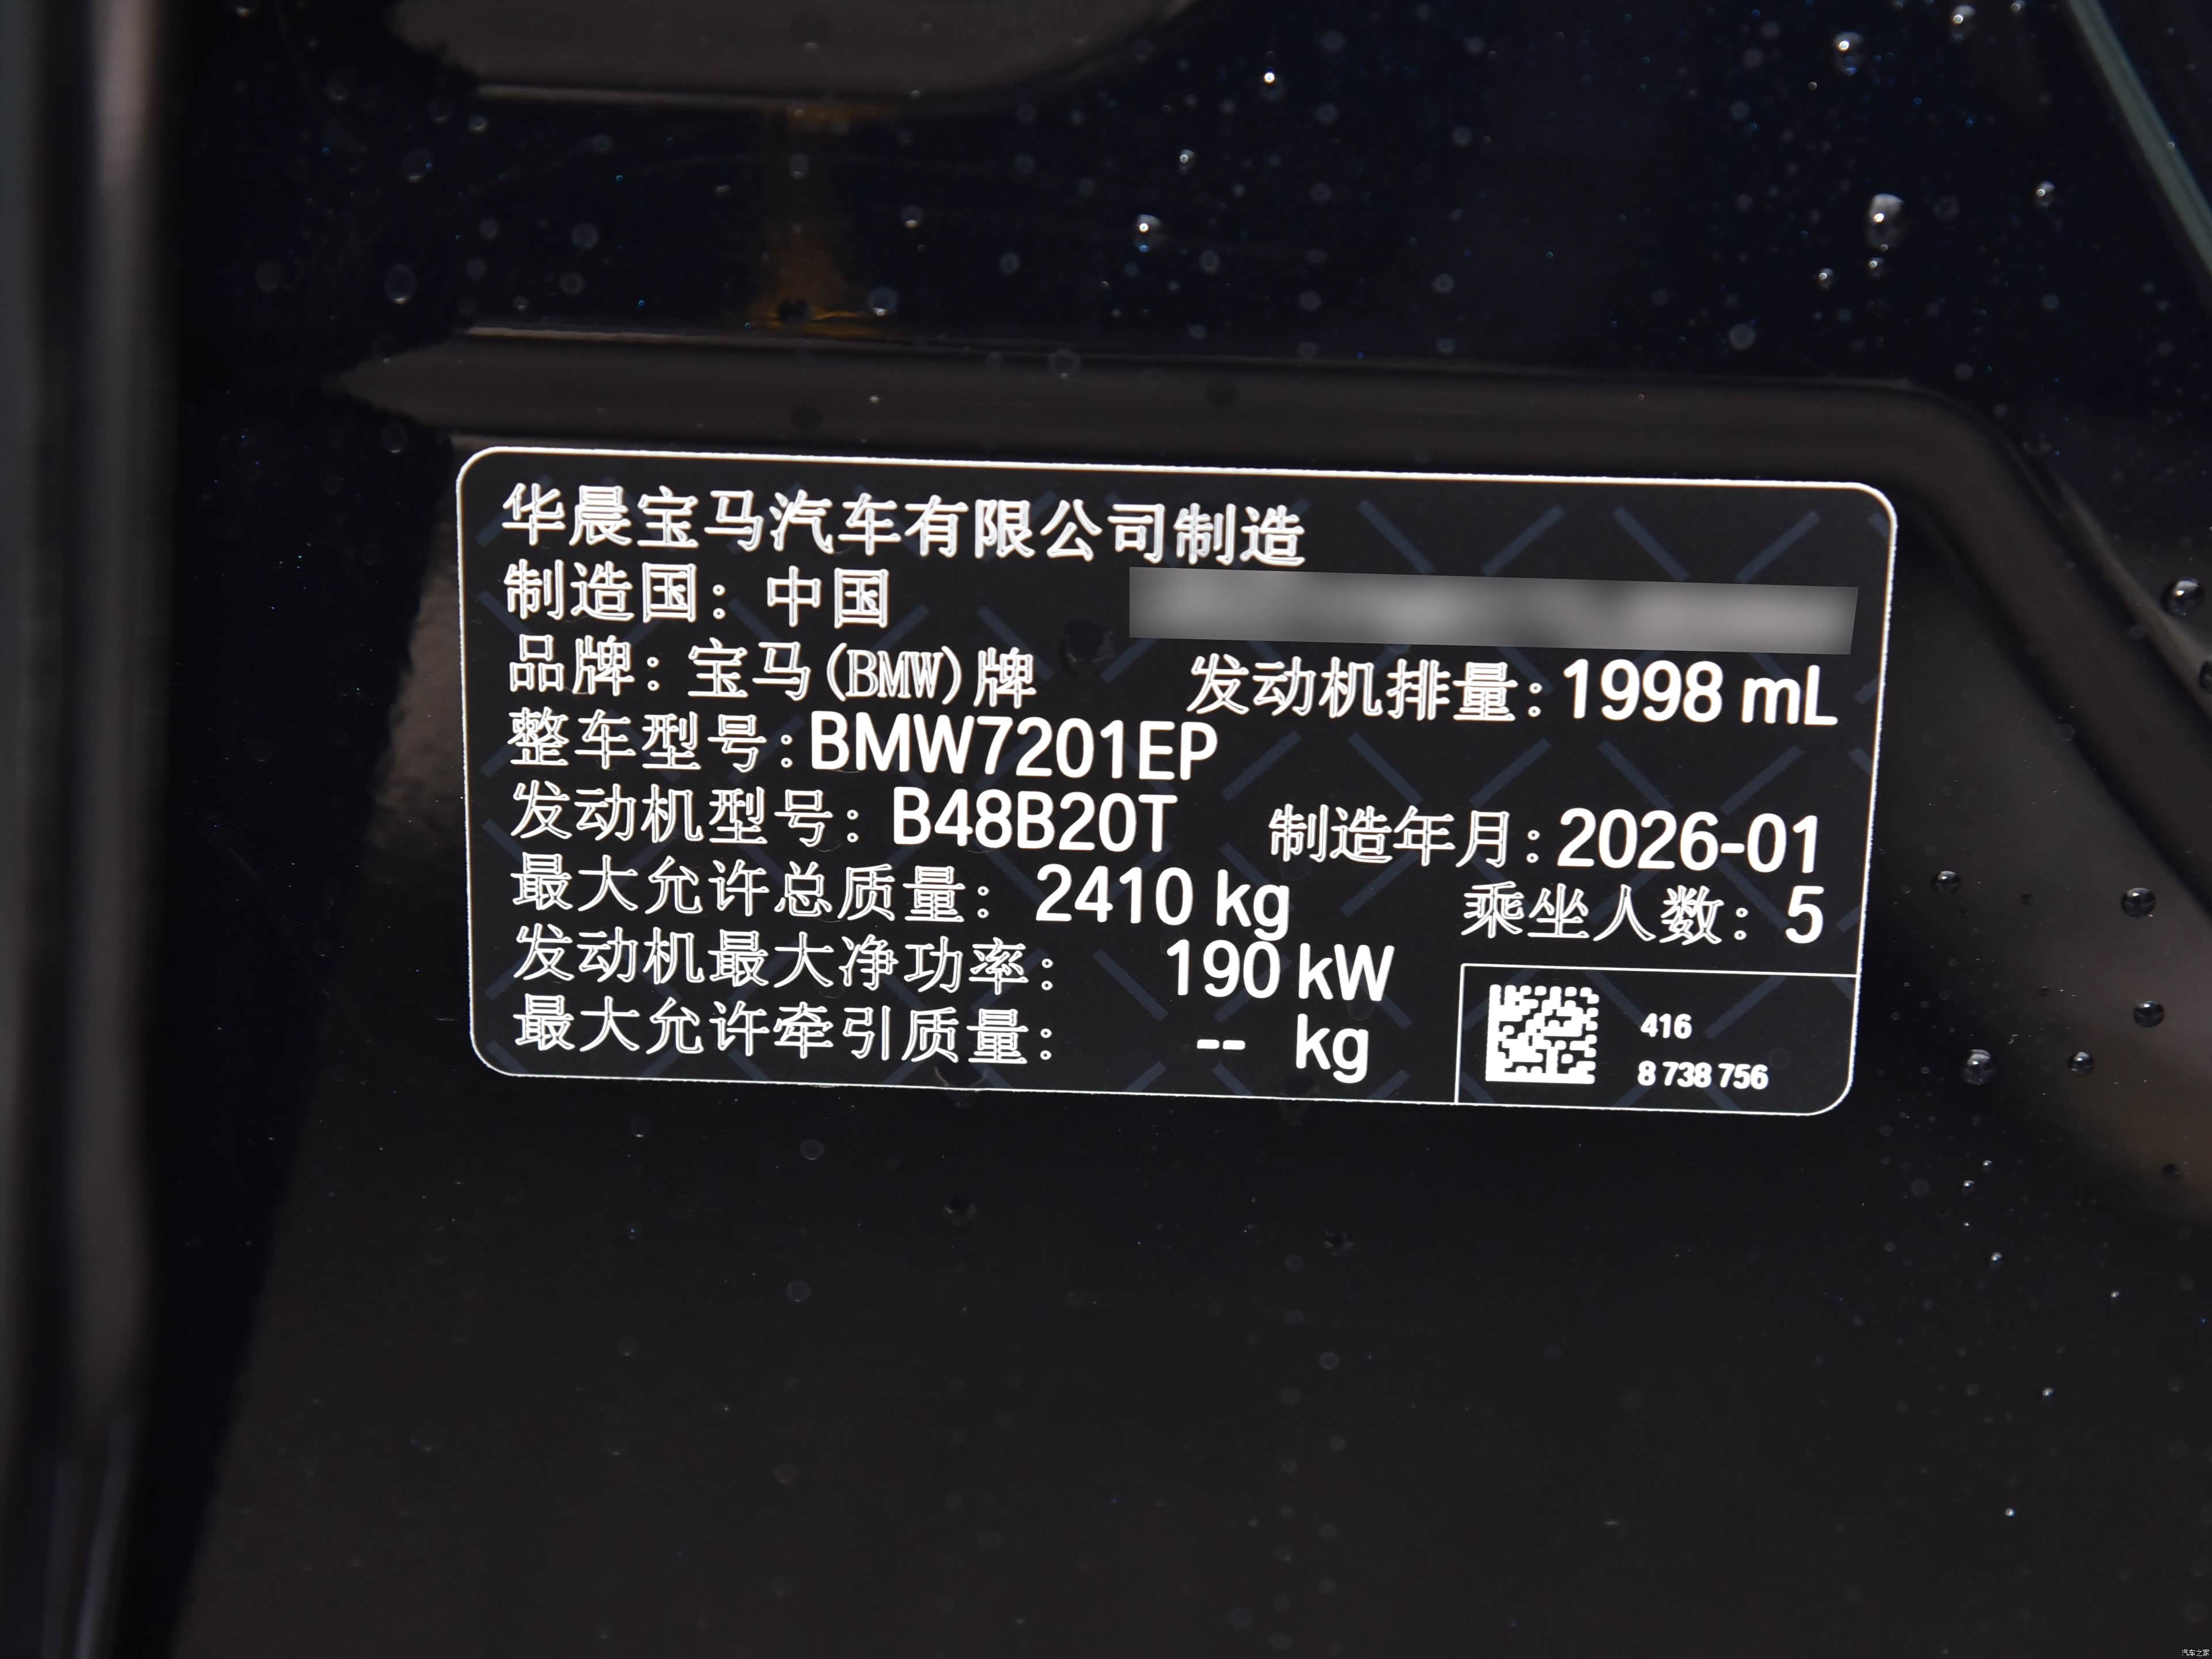 华晨宝马汽车有限公司制造
制造国：中国
品牌：宝马(BMW)牌 发动机排量：1998 mL
整车型号：BMW7201EP
发动机型号：B48B20T 制造年月：2026-01
最大允许总质量：2410 kg 乘坐人数：5
发动机最大净功率：190 kW
最大允许牵引质量：-- kg
416
8 738 756
汽车之家